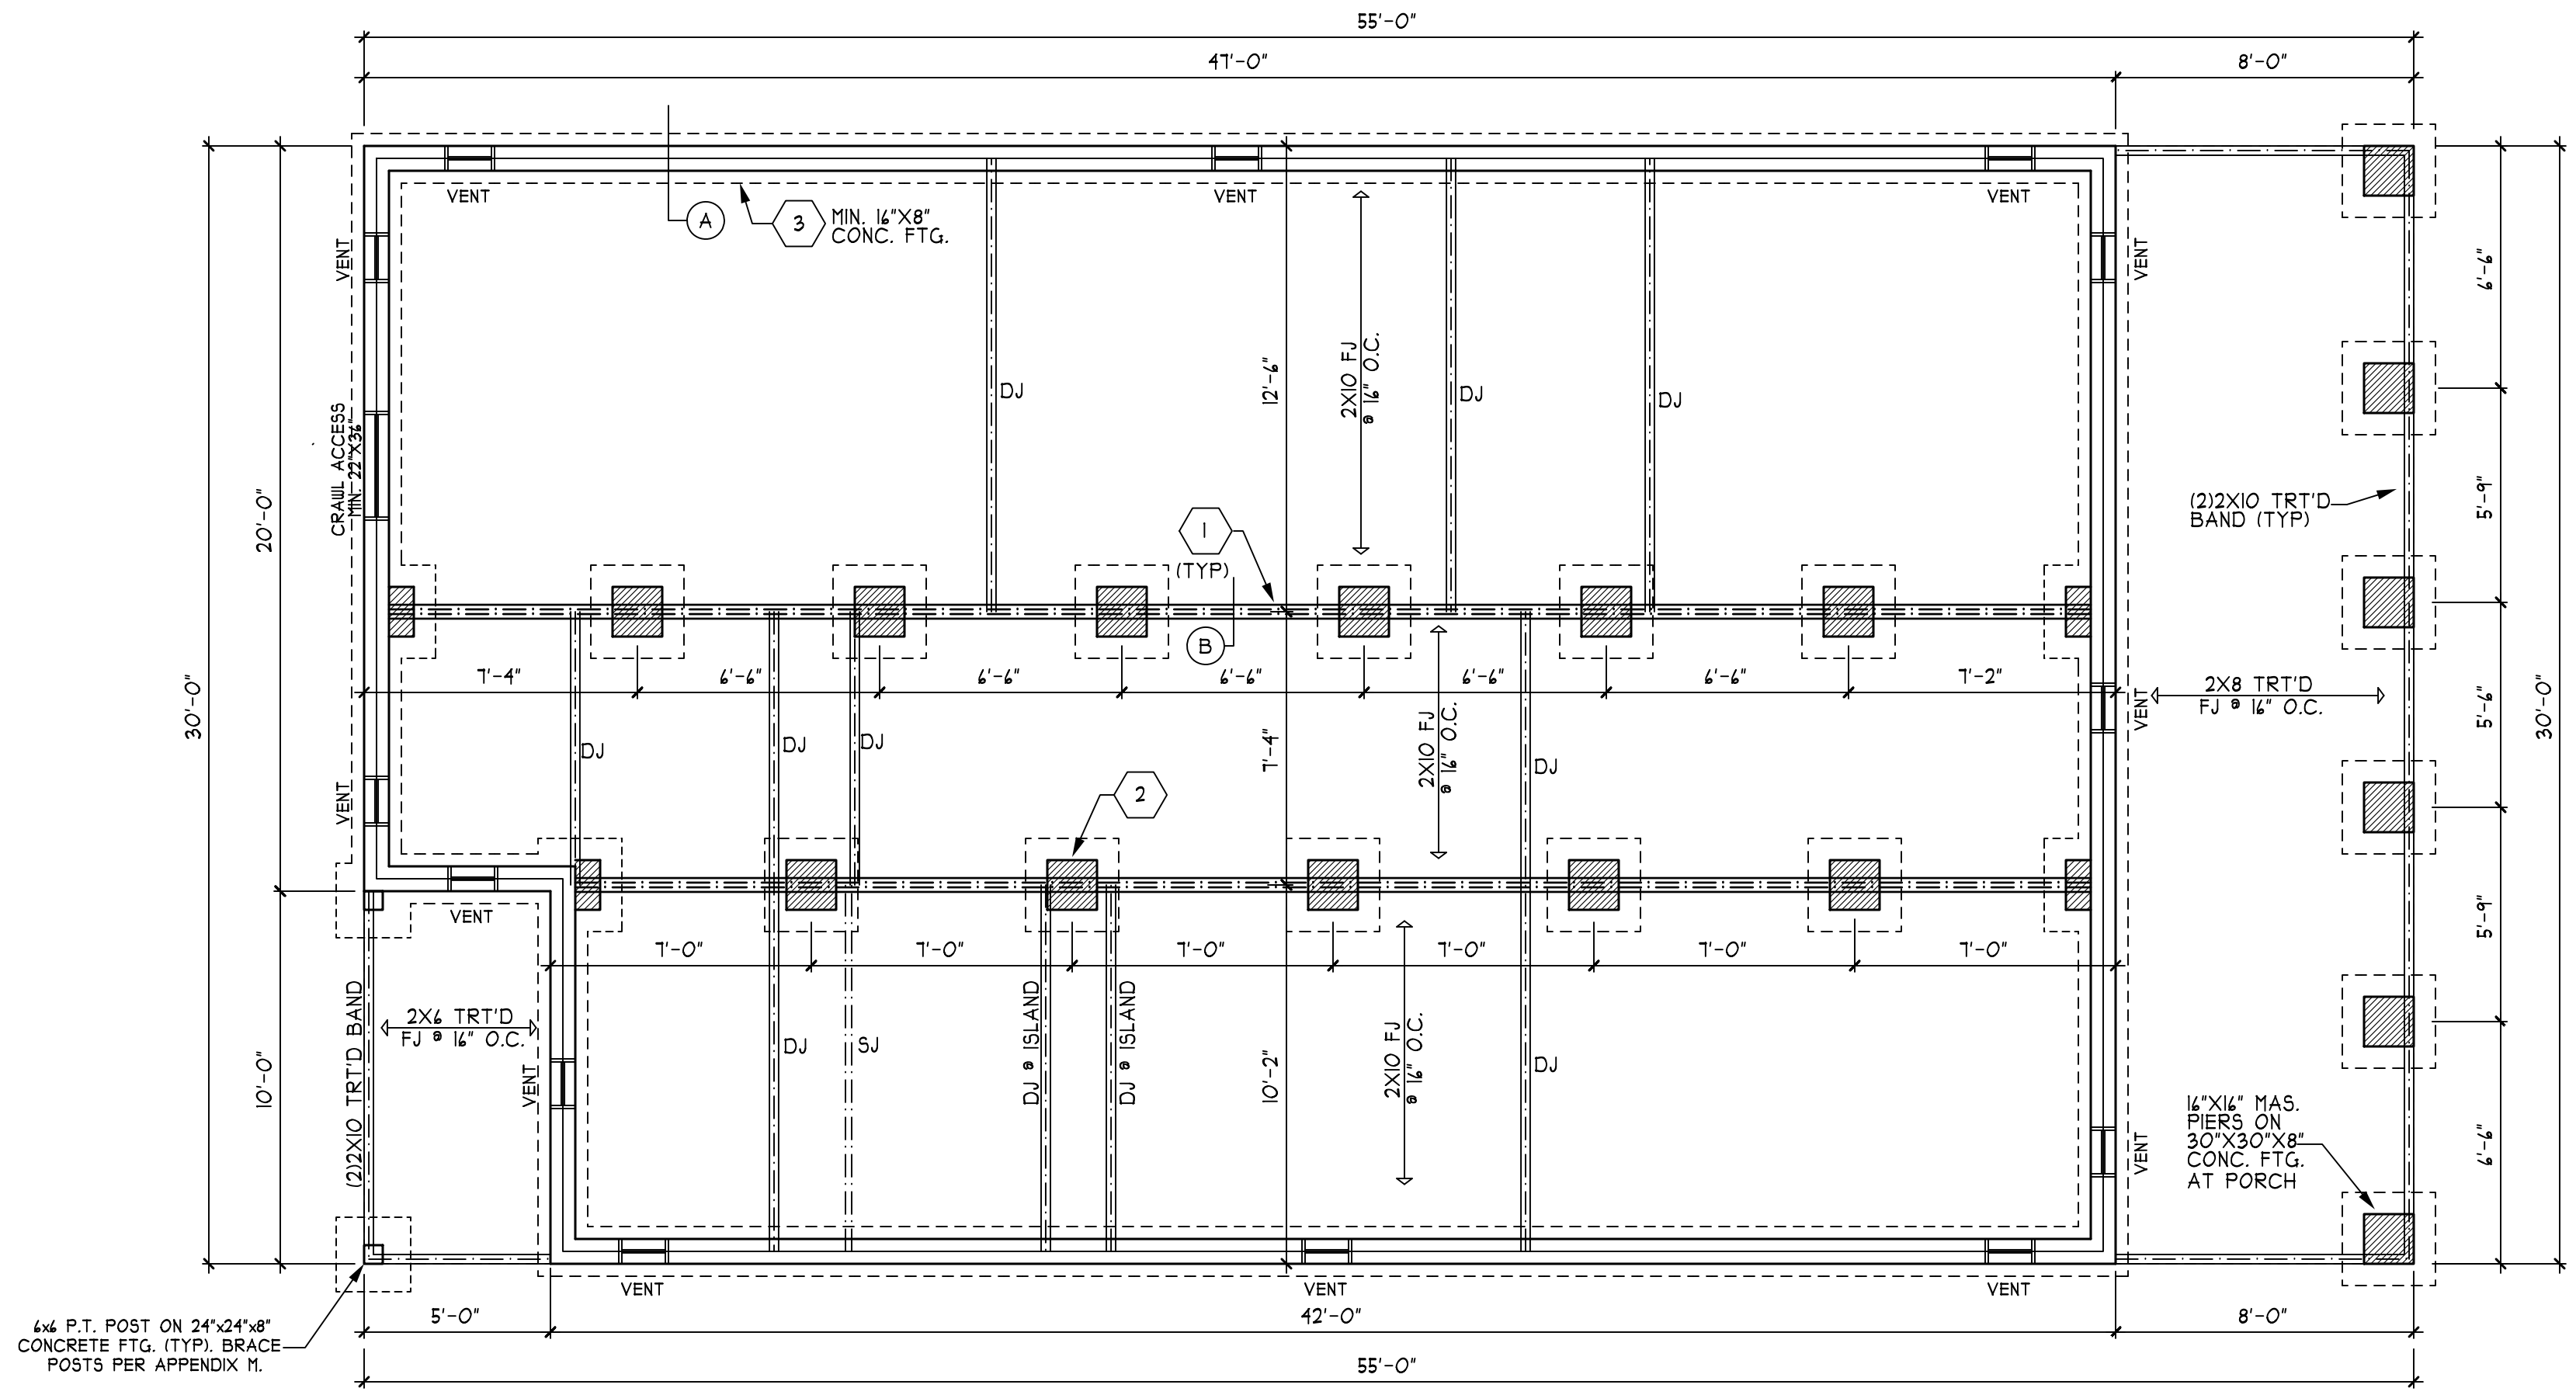 55'-0"
47'-0"
8'-0"
VENT
VENT
VENT
A
3
MIN. 16"X8"
CONC. FTG.
VENT
VENT
6'-6"
12'-6"
2X10 FJ
@ 16" O.C.
DJ
DJ
DJ
CRAWL ACCESS
MIN. 22"X36"
20'-0"
30'-0"
1
(TYP)
B
(2)2X10 TRT'D
BAND (TYP)
5'-9"
7'-4"
6'-6"
6'-6"
6'-6"
6'-6"
6'-6"
7'-2"
VENT
2X8 TRT'D
FJ @ 16" O.C.
5'-6"
30'-0"
DJ
DJ
DJ
7'-4"
2X10 FJ
@ 16" O.C.
DJ
VENT
2
VENT
7'-0"
7'-0"
7'-0"
7'-0"
7'-0"
7'-0"
5'-9"
(2)2X10 TRT'D BAND
2X6 TRT'D
FJ @ 16" O.C.
10'-0"
VENT
DJ
SJ
DJ @ ISLAND
DJ @ ISLAND
10'-2"
2X10 FJ
@ 16" O.C.
DJ
VENT
16"X16" MAS.
PIERS ON
30"X30"X8"
CONC. FTG.
AT PORCH
6'-6"
VENT
VENT
VENT
6x6 P.T. POST ON 24"x24"x8"
CONCRETE FTG. (TYP). BRACE
POSTS PER APPENDIX M.
5'-0"
42'-0"
8'-0"
55'-0"